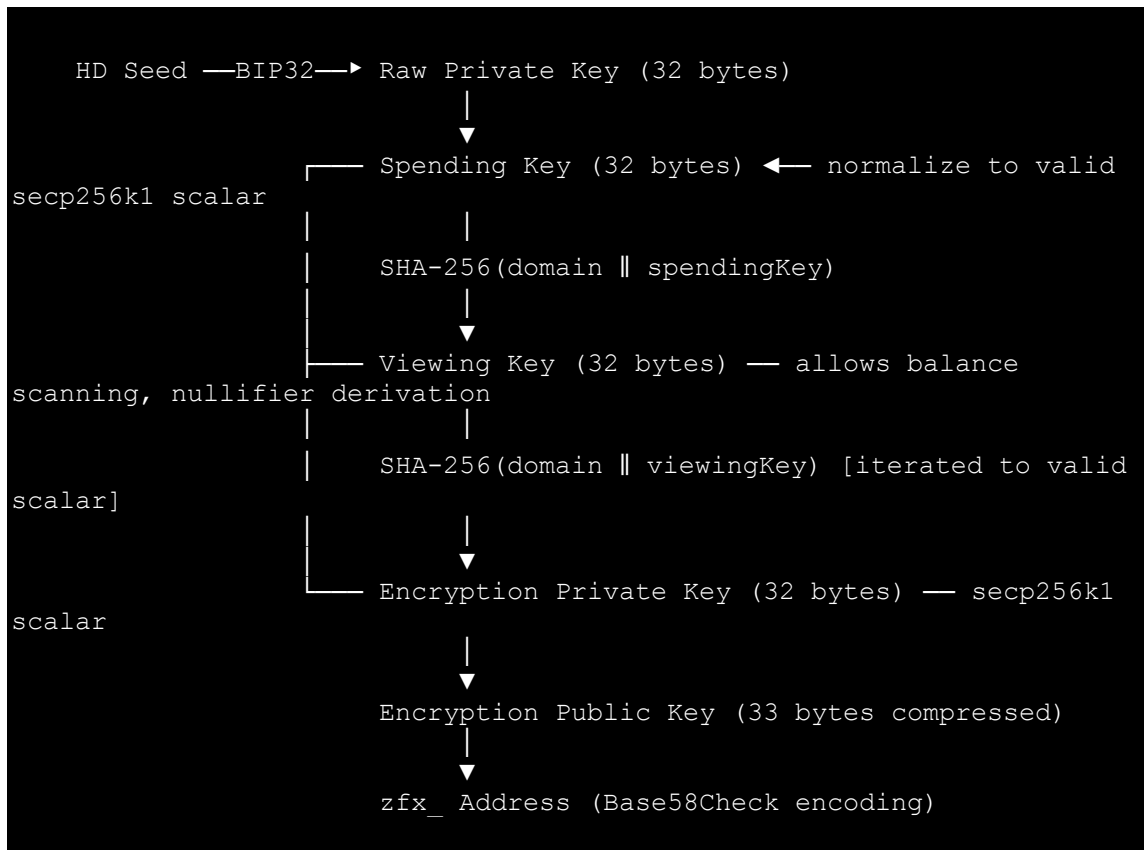 HD Seed ──BIP32──► Raw Private Key (32 bytes)
Spending Key (32 bytes) ◄── normalize to valid
secp256k1 scalar
SHA-256(domain ‖ spendingKey)
Viewing Key (32 bytes) ── allows balance
scanning, nullifier derivation
SHA-256(domain ‖ viewingKey) [iterated to valid
scalar]
Encryption Private Key (32 bytes) ── secp256k1
scalar
Encryption Public Key (33 bytes compressed)
zfx_ Address (Base58Check encoding)